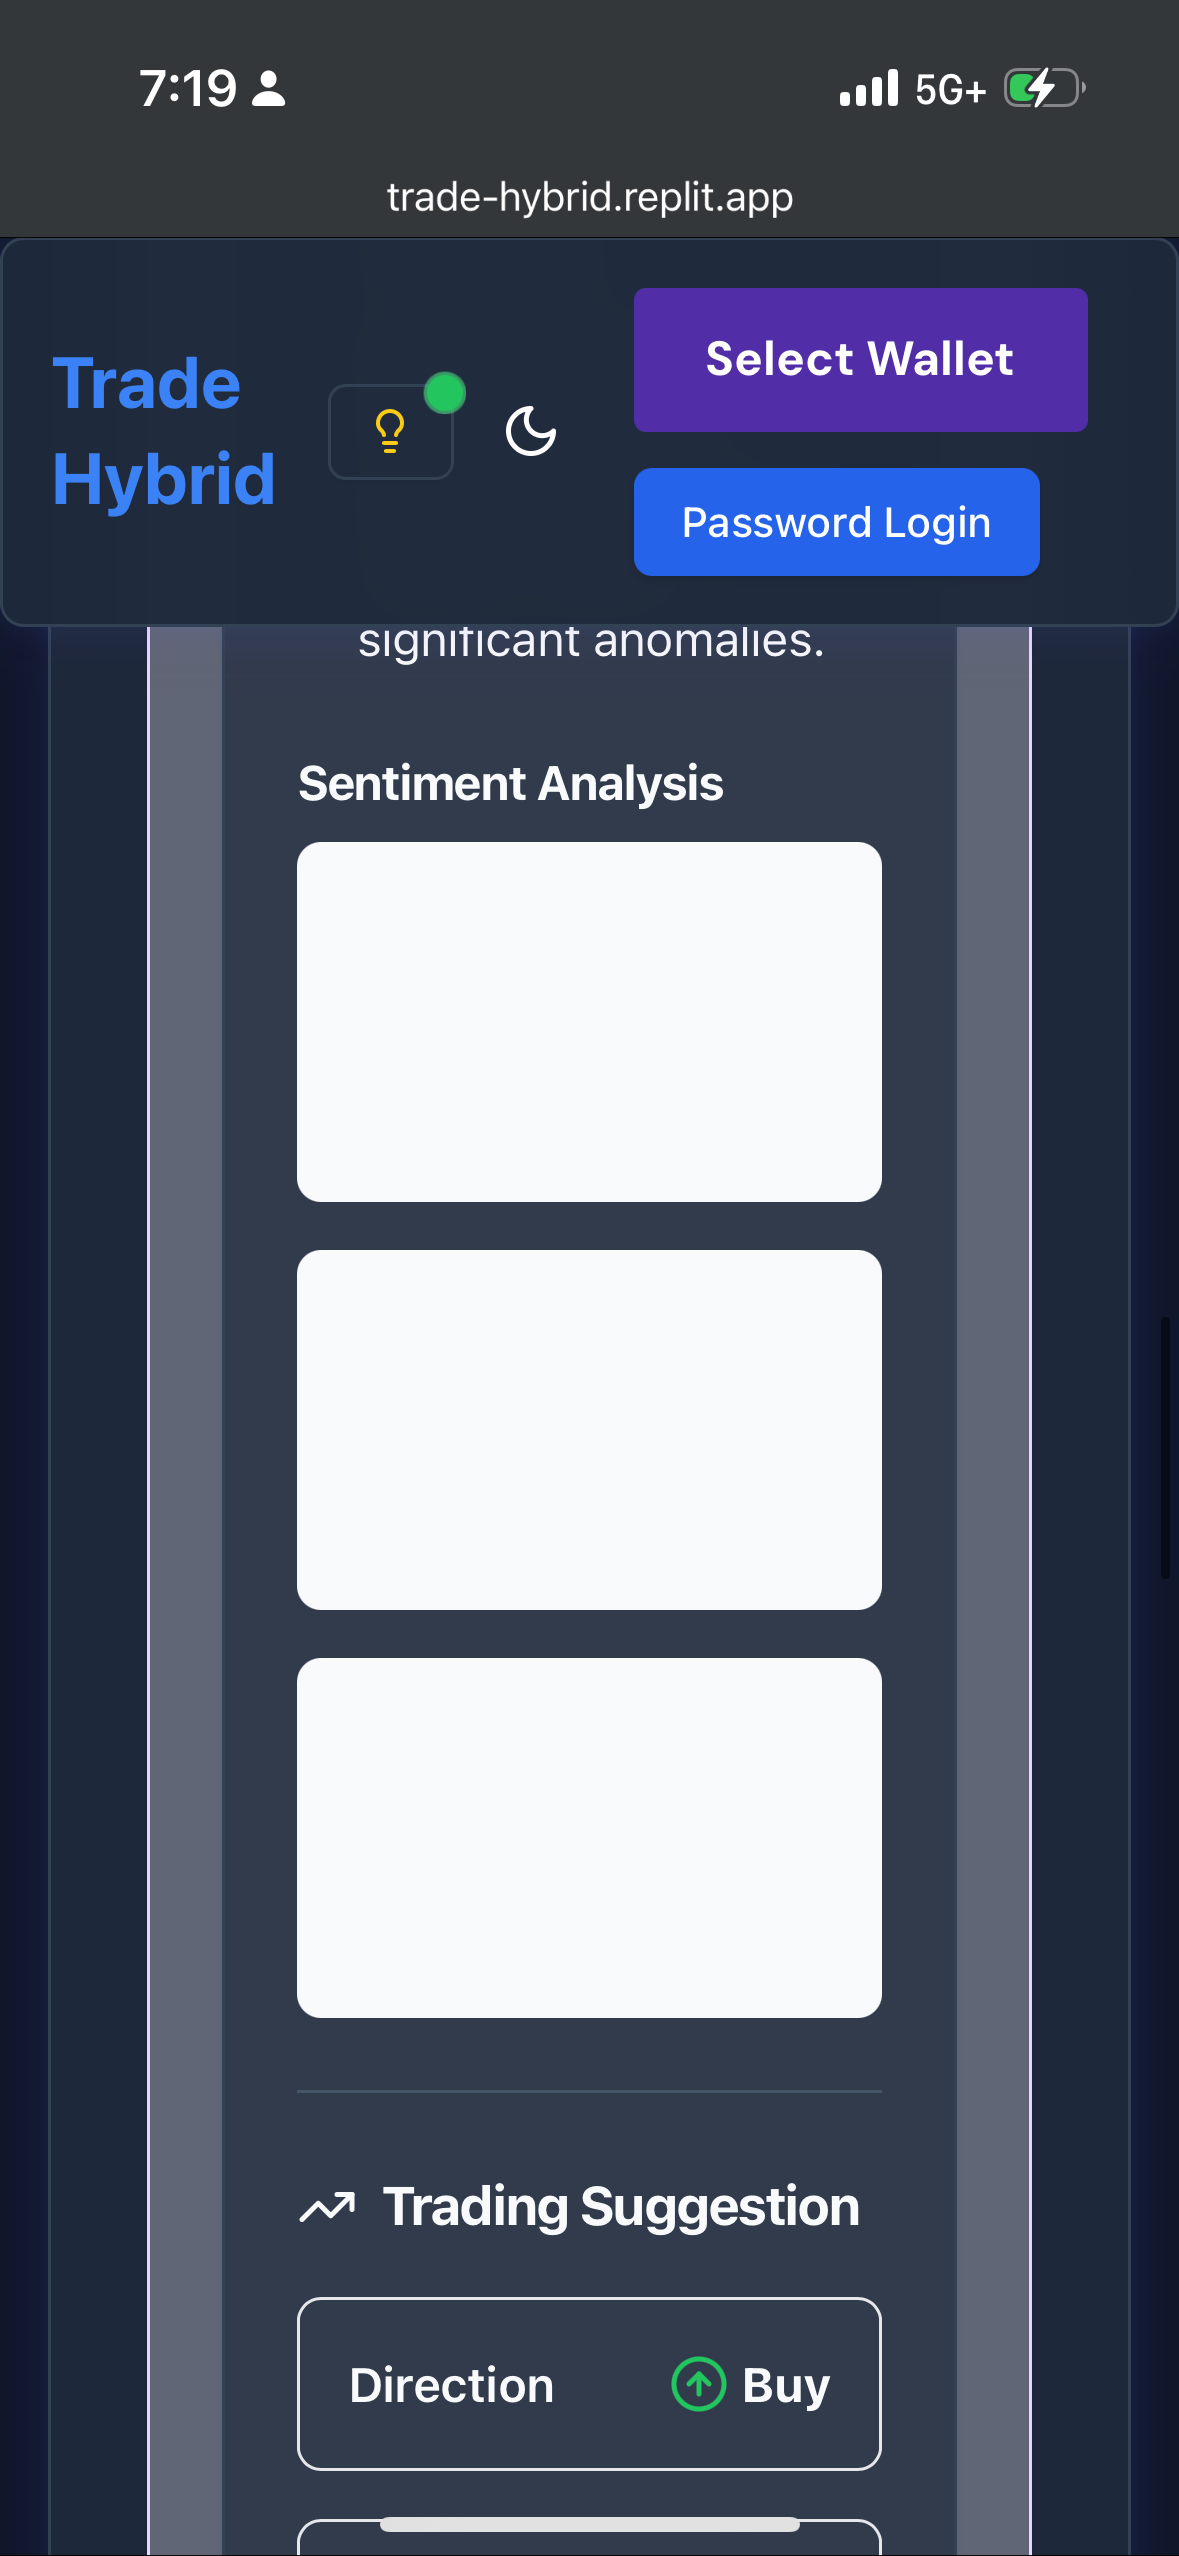 7:19
5G+
trade-hybrid.replit.app
Trade
Hybrid
Select Wallet
Password Login
significant anomalies.
Sentiment Analysis
Trading Suggestion
Direction
Buy